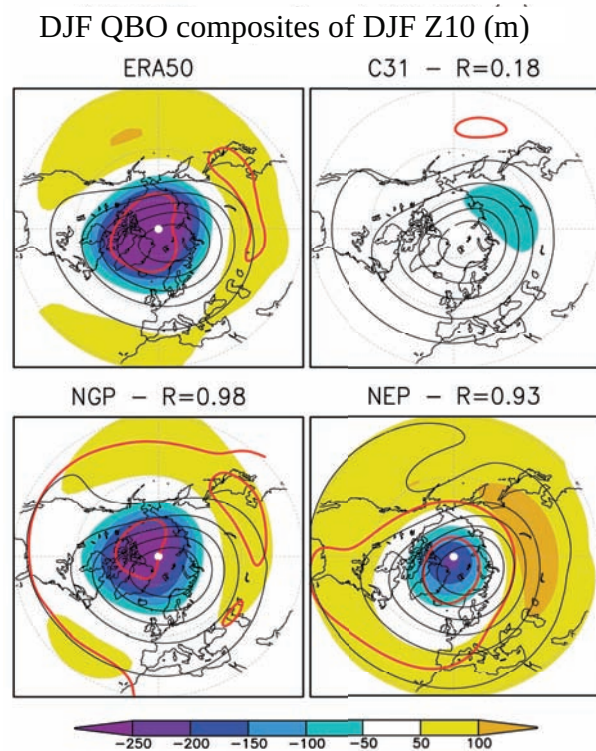 DJF QBO composites of DJF Z10 (m)
ERA50
C31 - R=0.18
NGP - R=0.98
NEP - R=0.93
-250 -200 -150 -100 -50 50 100